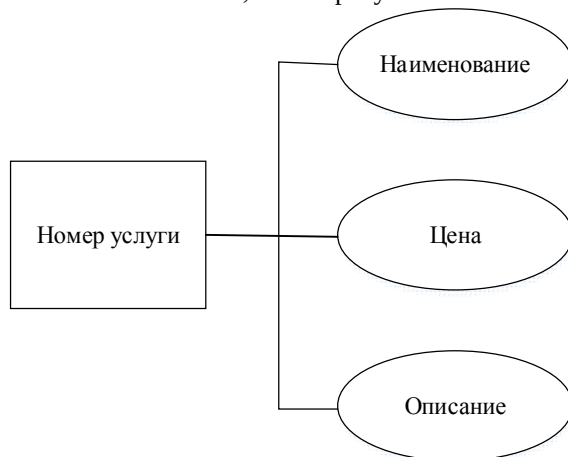 Наименование
Номер услуги
Цена
Описание